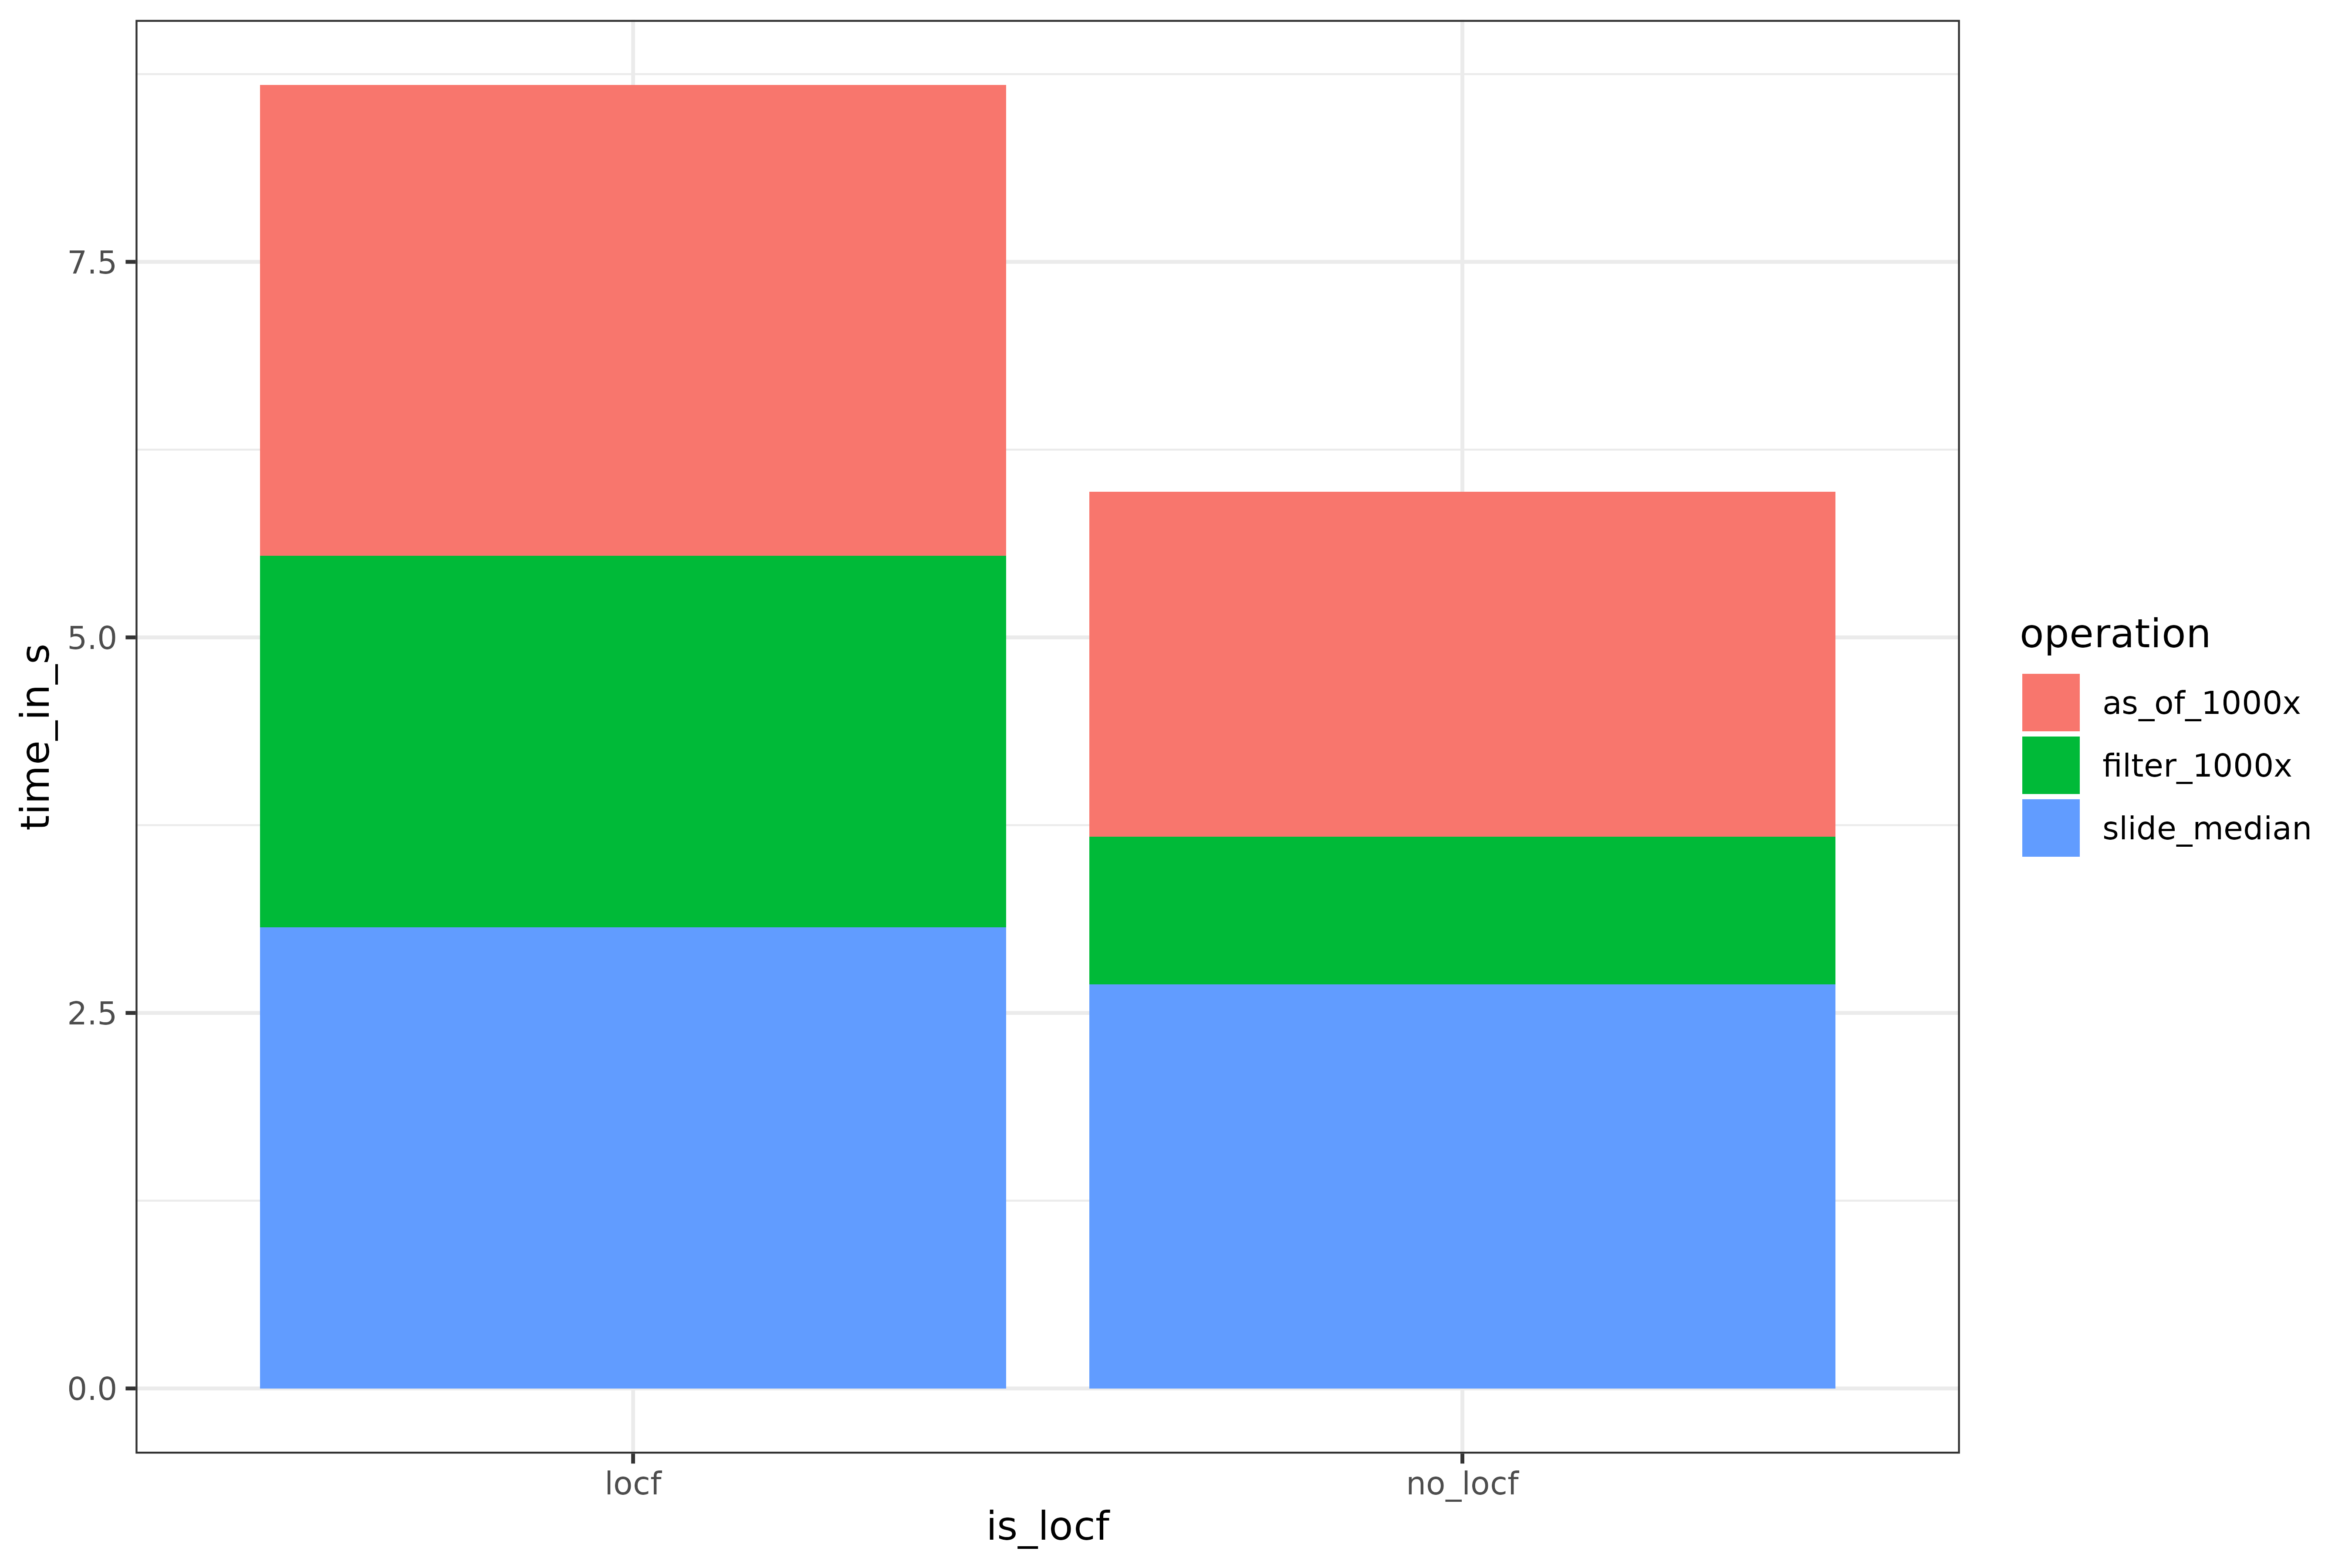 7.5
5.0
2.5
0.0
time_in_s
locf
no_locf
is_locf
operation
as_of_1000x
filter_1000x
slide_median